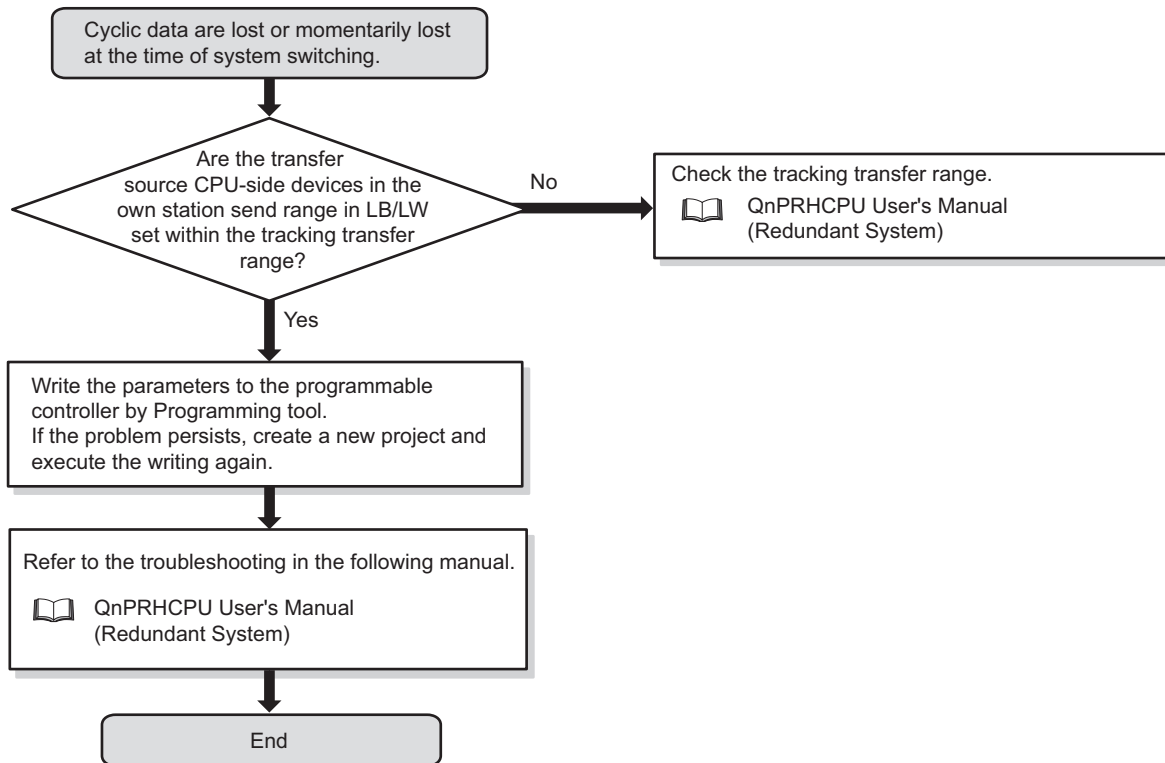 Cyclic data are lost or momentarily lost
at the time of system switching.
Are the transfer
source CPU-side devices in the
own station send range in LB/LW
set within the tracking transfer
range?
No
Check the tracking transfer range.
QnPRHCPU User's Manual
(Redundant System)
Yes
Write the parameters to the programmable
controller by Programming tool.
If the problem persists, create a new project and
execute the writing again.
Refer to the troubleshooting in the following manual.
QnPRHCPU User's Manual
(Redundant System)
End